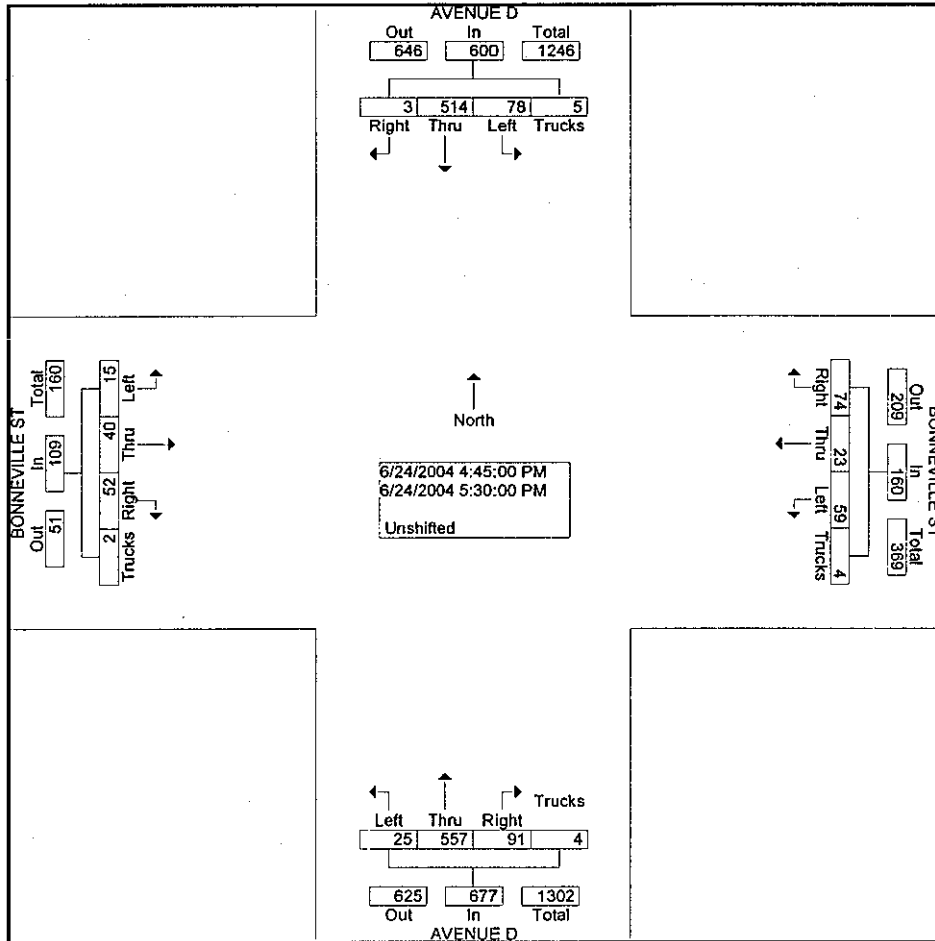 AVENUE D
Out In Total
646 600 1246
3 514 78 5
Right Thru Left Trucks
BONNEVILLE ST
Total In Out
160 109 51
15 40 52 2
Left Thru Right Trucks
North
6/24/2004 4:45:00 PM
6/24/2004 5:30:00 PM
Unshifted
Right Thru Left Trucks
74 23 59 4
Out In Total
209 160 369
BONNEVILLE ST
Left Thru Right Trucks
25 557 91 4
625 677 1302
Out In Total
AVENUE D